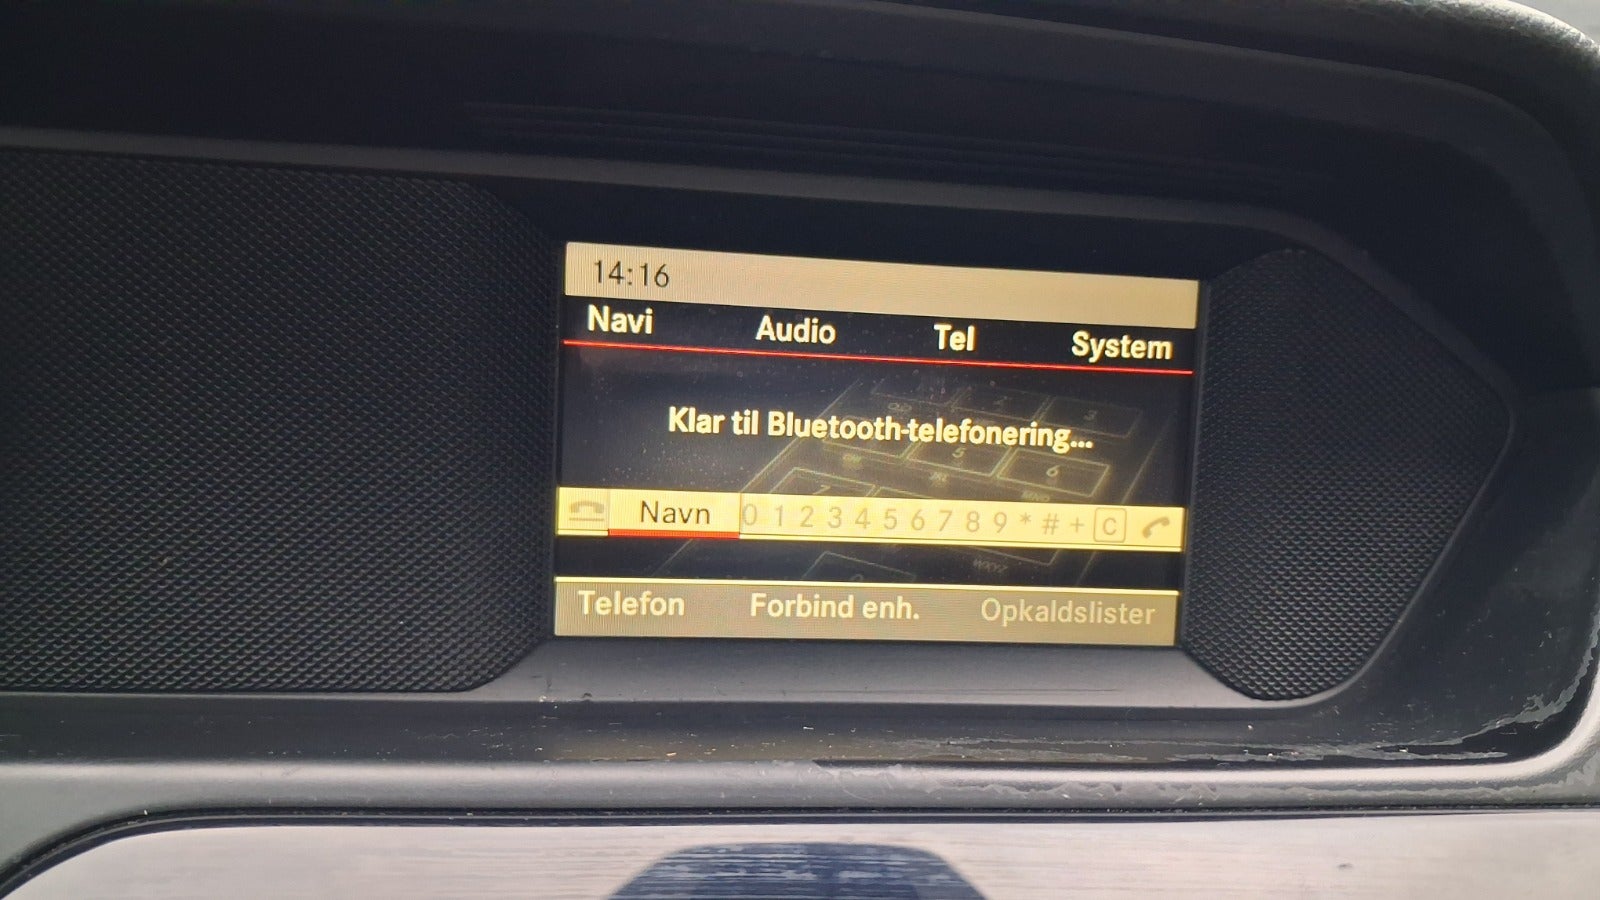 14:16
Navi Audio Tel System
Klar til Bluetooth-telefonering...
Navn 0 1 2 3 4 5 6 7 8 9 * # + C
Telefon Forbind enh. Opkaldslister